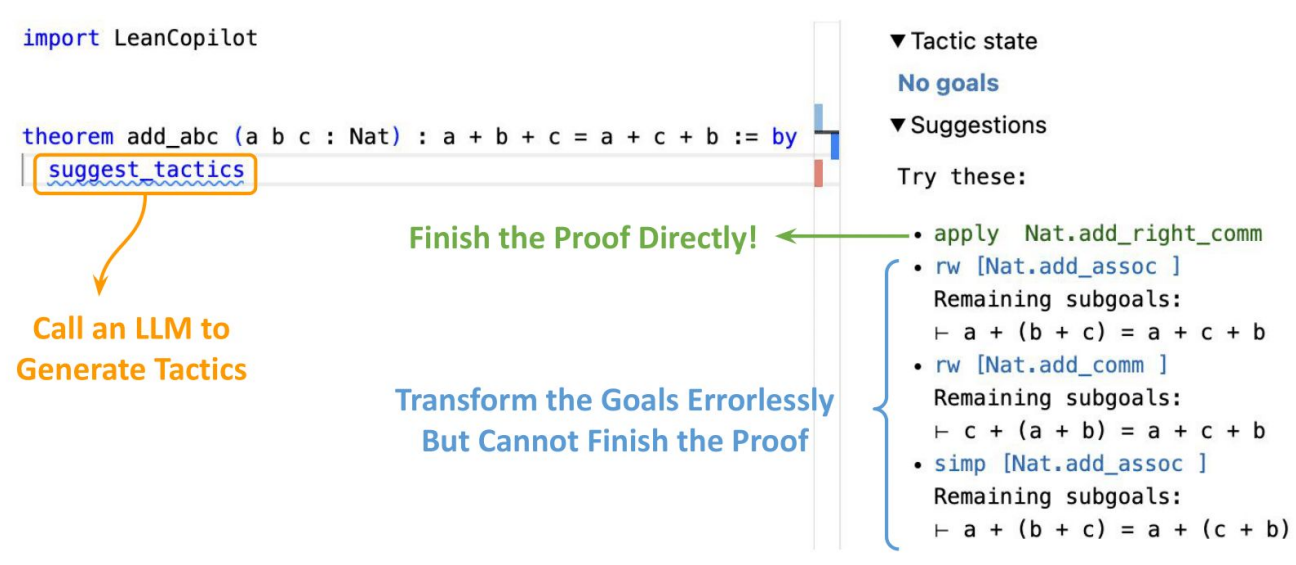 import LeanCopilot
theorem add_abc (a b c : Nat) : a + b + c = a + c + b := by
suggest_tactics
Call an LLM to
Generate Tactics
Finish the Proof Directly!
Transform the Goals Errorlessly
But Cannot Finish the Proof
▼ Tactic state
No goals
▼ Suggestions
Try these:
• apply  Nat.add_right_comm
• rw [Nat.add_assoc ]
Remaining subgoals:
⊢ a + (b + c) = a + c + b
• rw [Nat.add_comm ]
Remaining subgoals:
⊢ c + (a + b) = a + c + b
• simp [Nat.add_assoc ]
Remaining subgoals:
⊢ a + (b + c) = a + (c + b)